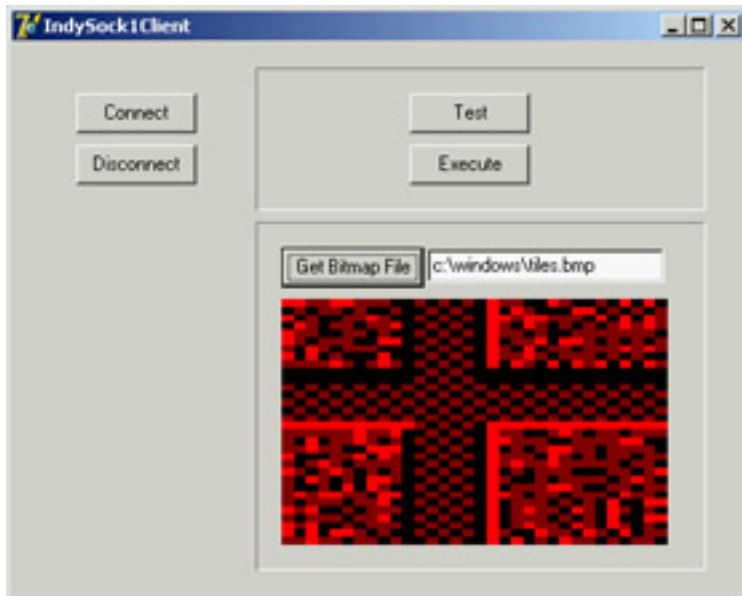 IndySock1Client
Connect
Test
Disconnect
Execute
Get Bitmap File
c:\windows\tiles.bmp